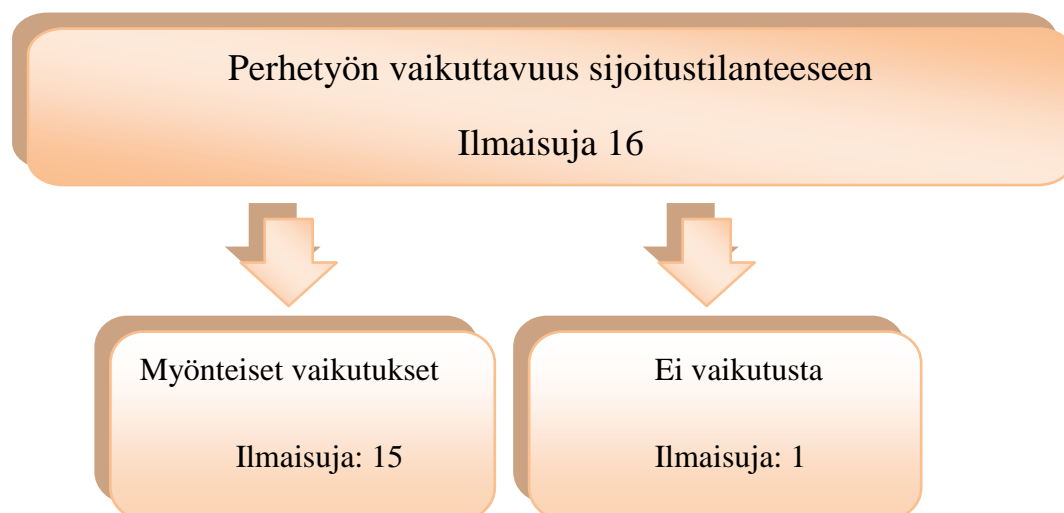 Perhetyön vaikuttavuus sijoitustilanteeseen
Ilmaisuja 16
Myönteiset vaikutukset
Ilmaisuja: 15
Ei vaikutusta
Ilmaisuja: 1